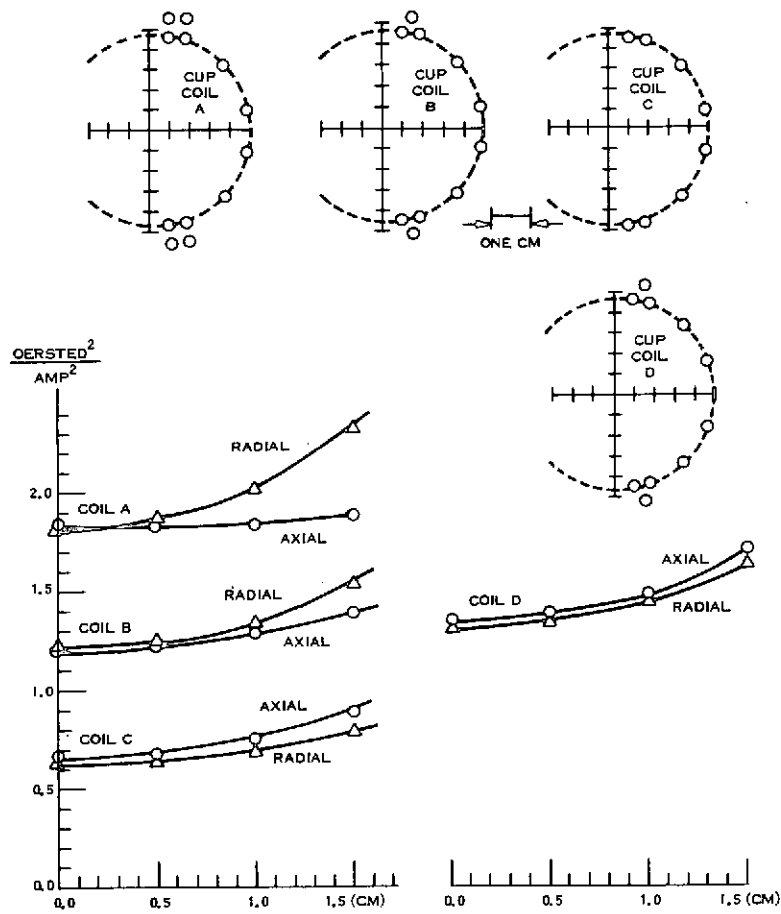 CUP
COIL
A
CUP
COIL
B
CUP
COIL
C
ONE CM
CUP
COIL
D
OERSTED²
AMP²
RADIAL
2.0
COIL A
AXIAL
1.5
RADIAL
COIL B
AXIAL
1.0
AXIAL
COIL C
RADIAL
0.5
0.0
0.0 0.5 1.0 1.5 (CM)
AXIAL
COIL D
RADIAL
0.0 0.5 1.0 1.5 (CM)